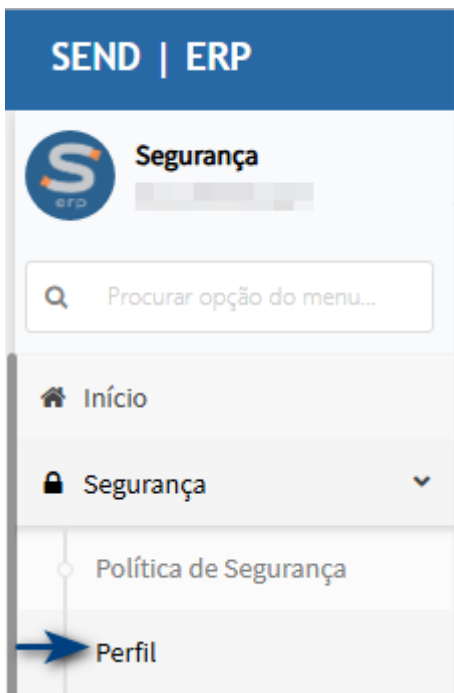 SEND | ERP
S
erp
Segurança
Procurar opção do menu...
Início
Segurança
Política de Segurança
Perfil